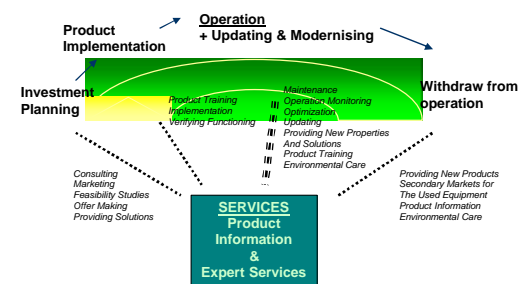 Product
Implementation
Operation
+ Updating & Modernising
Investment
Planning
Withdraw from
operation
Product Training
Implementation
Verifying Functioning
Maintenance
Operation Monitoring
Optimization
Updating
Providing New Properties
And Solutions
Product Training
Environmental Care
Consulting
Marketing
Feasibility Studies
Offer Making
Providing Solutions
Providing New Products
Secondary Markets for
The Used Equipment
Product Information
Environmental Care
SERVICES
Product
Information
&
Expert Services